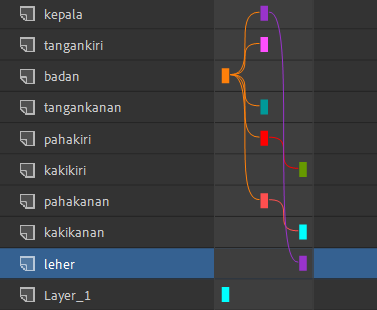 kepala
tangankiri
badan
tangankanan
pahakiri
kakikiri
pahakanan
kakikanan
leher
Layer_1